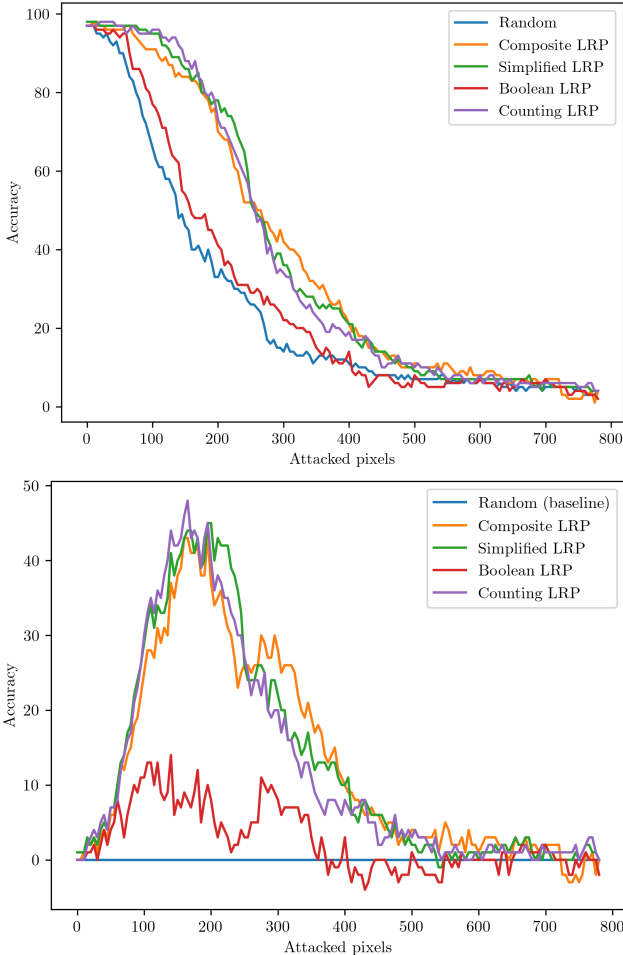 100
80
60
40
20
0
Accuracy
0
100
200
300
400
500
600
700
800
Attacked pixels
Random
Composite LRP
Simplified LRP
Boolean LRP
Counting LRP
50
40
30
20
10
0
Accuracy
0
100
200
300
400
500
600
700
800
Attacked pixels
Random (baseline)
Composite LRP
Simplified LRP
Boolean LRP
Counting LRP